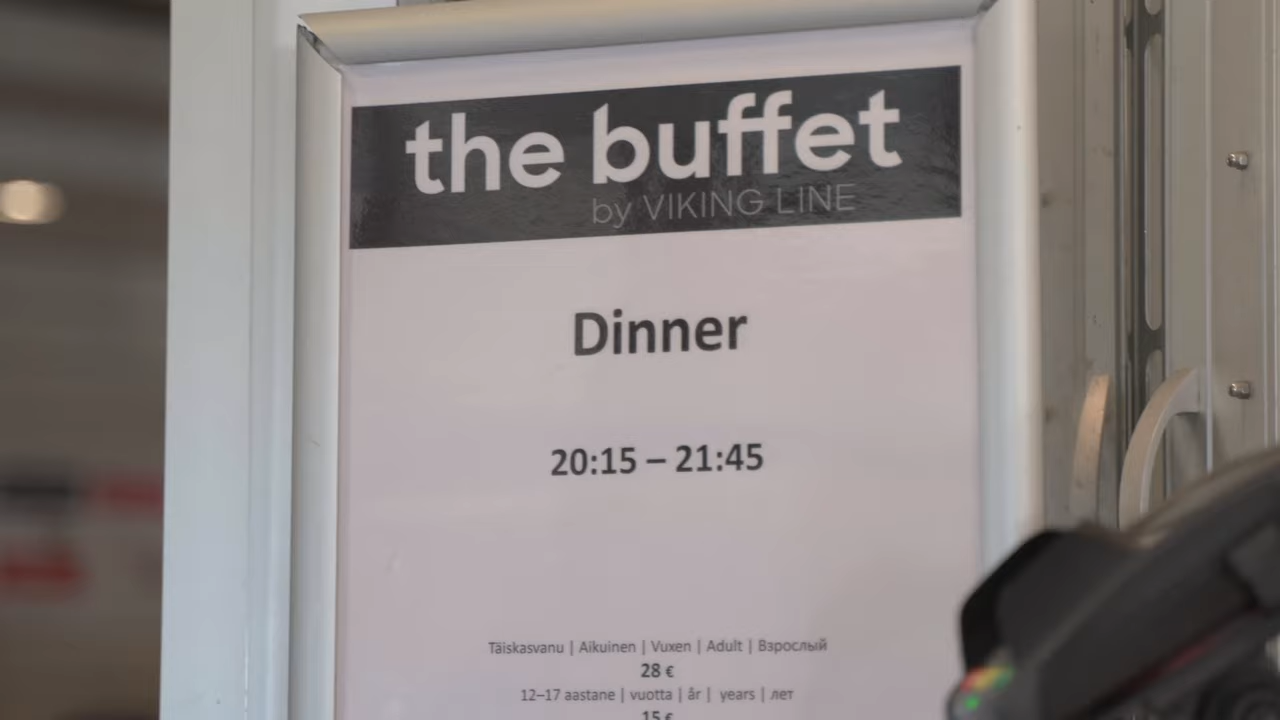 the buffet
by VIKING LINE
Dinner
20:15 – 21:45
Täiskasvanu | Aikuinen | Vuxen | Adult | Взрослый
28 €
12–17 aastane | vuotta | år | years | лет
15 €